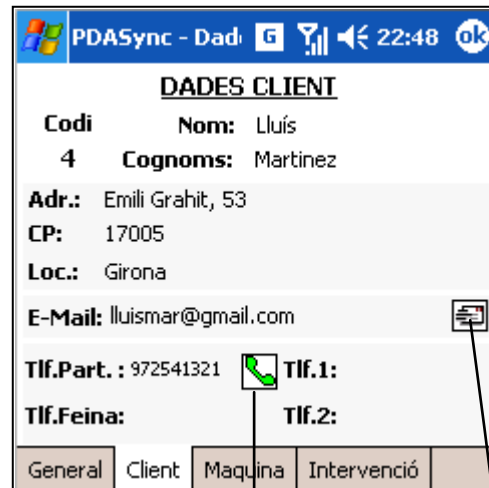 PDASync - Dad G 22:48 ok
DADES CLIENT
Codi Nom: Lluís
4 Cognoms: Martinez
Adr.: Emili Grahit, 53
CP: 17005
Loc.: Girona
E-Mail: lluismar@gmail.com
Tlf.Part. : 972541321 Tlf.1:
Tlf.Feina: Tlf.2:
General Client Maquina Intervenció